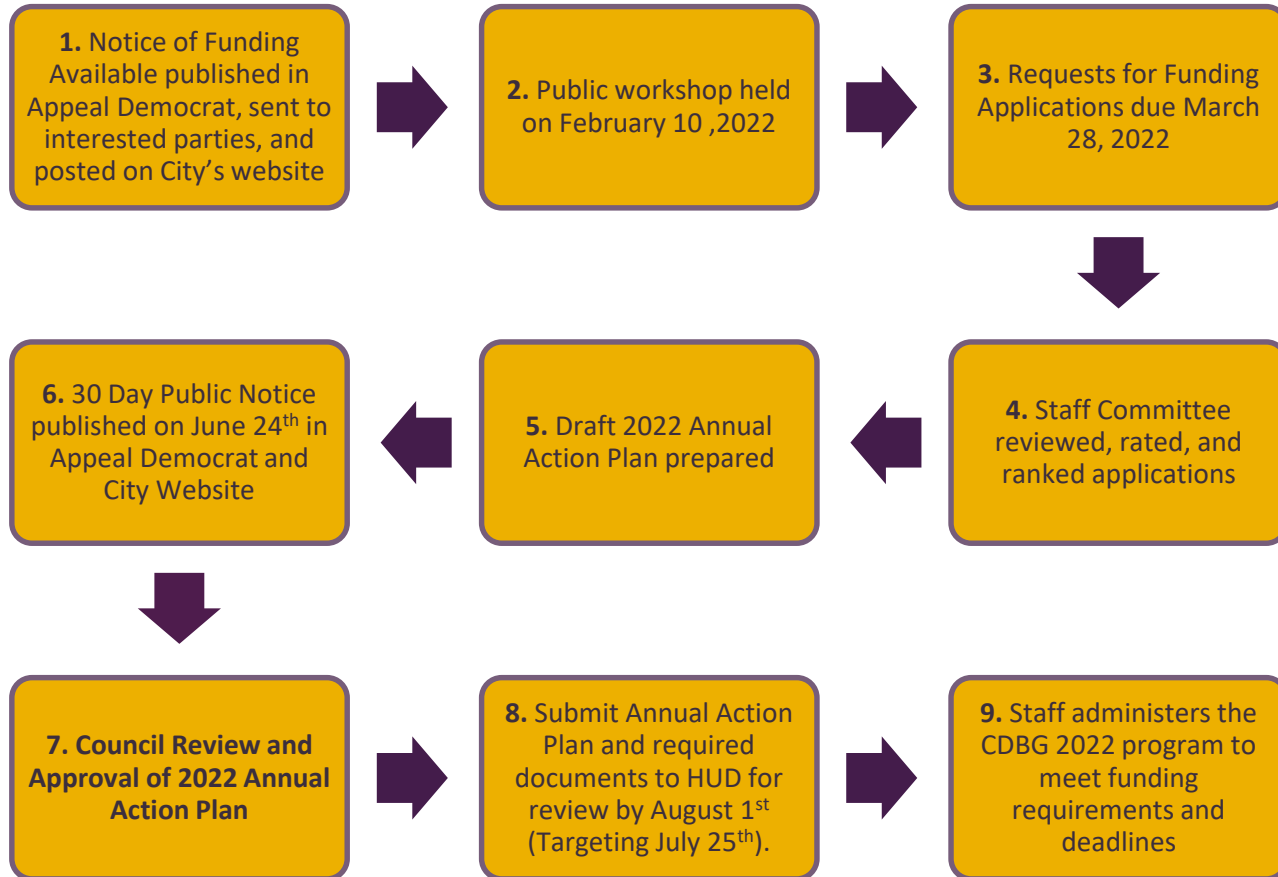 1. Notice of Funding
Available published in
Appeal Democrat, sent to
interested parties, and
posted on City’s website
2. Public workshop held
on February 10 ,2022
3. Requests for Funding
Applications due March
28, 2022
4. Staff Committee
reviewed, rated, and
ranked applications
5. Draft 2022 Annual
Action Plan prepared
6. 30 Day Public Notice
published on June 24th in
Appeal Democrat and
City Website
7. Council Review and
Approval of 2022 Annual
Action Plan
8. Submit Annual Action
Plan and required
documents to HUD for
review by August 1st
(Targeting July 25th).
9. Staff administers the
CDBG 2022 program to
meet funding
requirements and
deadlines